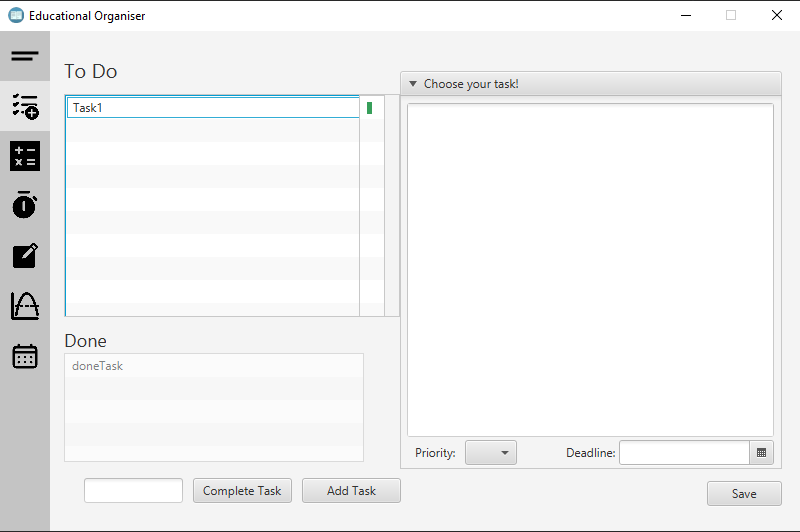 Educational Organiser
To Do
Task1
Done
doneTask
Complete Task
Add Task
Choose your task!
Priority:
Deadline:
Save